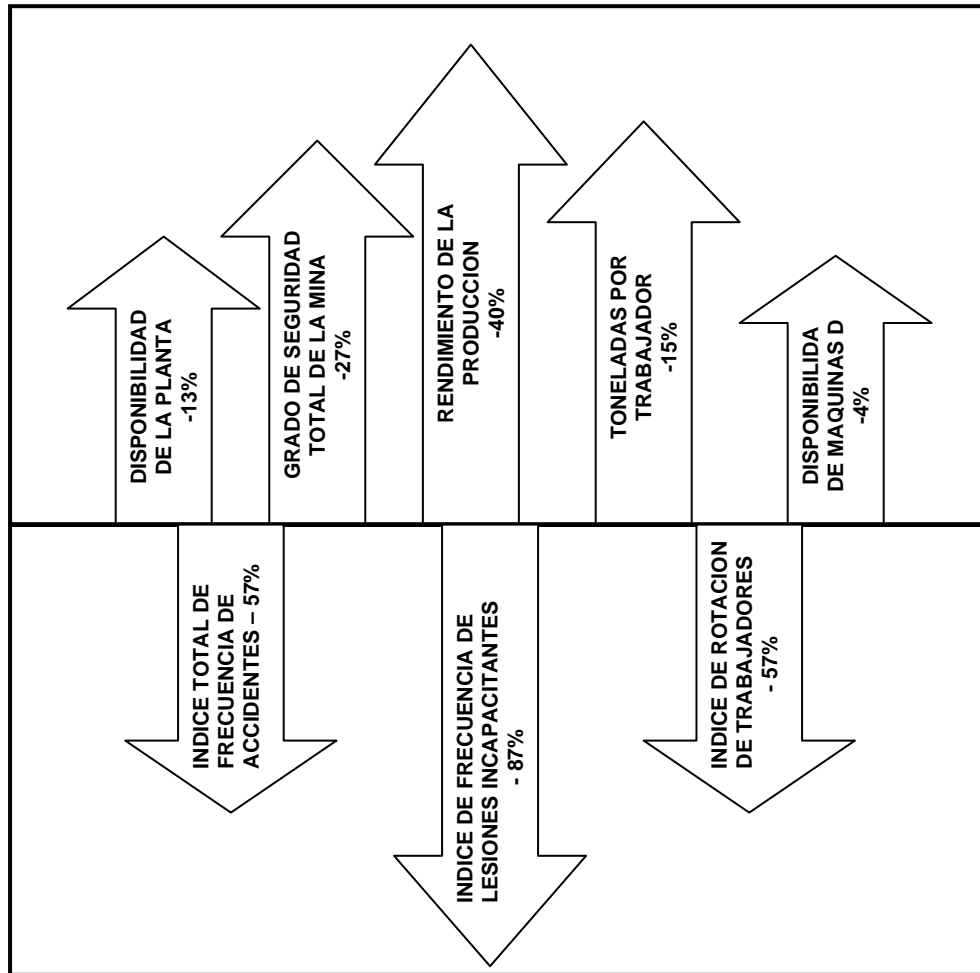 DISPONIBILIDAD
DE LA PLANTA
-13%
GRADO DE SEGURIDAD
TOTAL DE LA MINA
-27%
RENDIMIENTO DE LA
PRODUCCION
-40%
TONELADAS POR
TRABAJADOR
-15%
DISPONIBILIDA
DE MAQUINAS D
-4%
INDICE TOTAL DE
FRECUENCIA DE
ACCIDENTES – 57%
INDICE DE FRECUENCIA DE
LESIONES INCAPACITANTES
- 87%
INDICE DE ROTACION
DE TRABAJADORES
- 57%